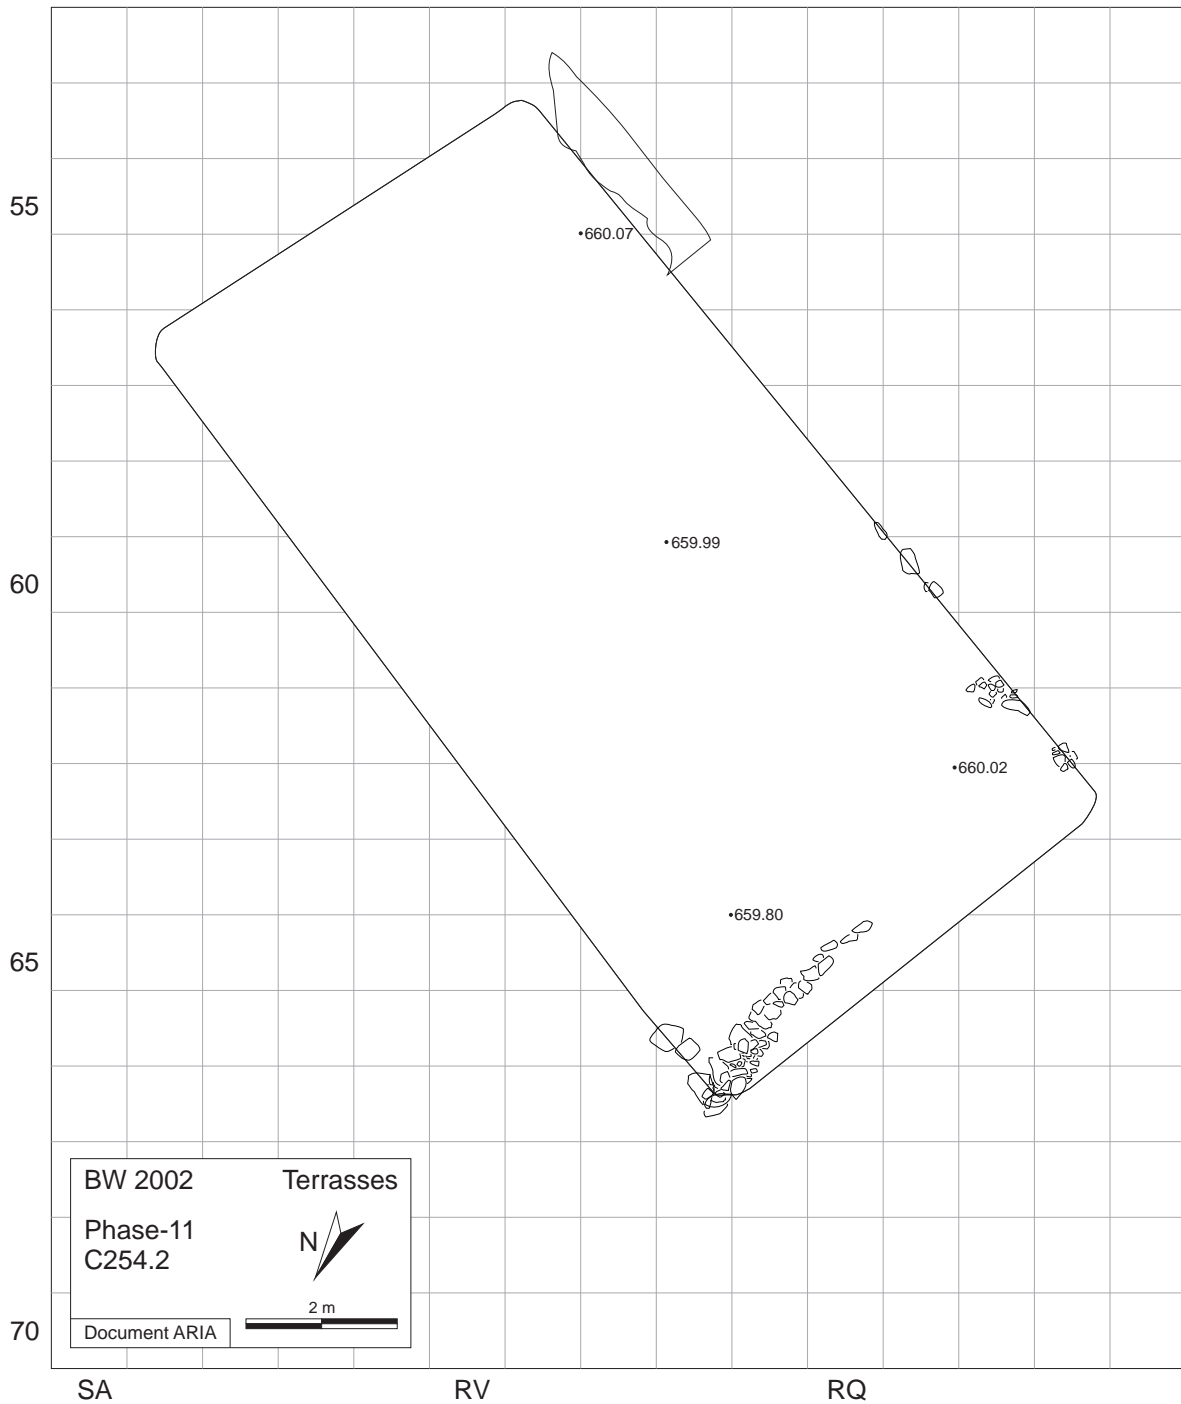 55
660.07
659.99
60
660.02
659.80
65
BW 2002 Terrasses
Phase-11
C254.2
N
2 m
Document ARIA
70
SA RV RQ